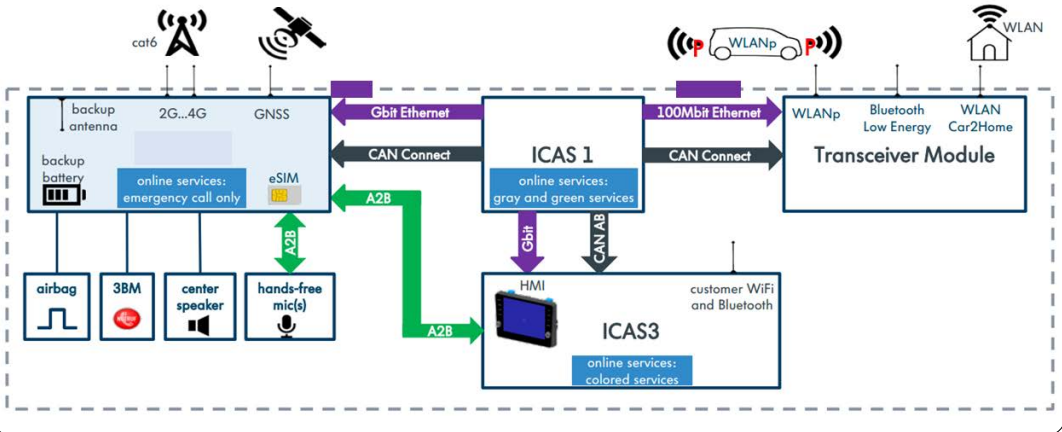 cat6
WLANp
WLAN
P
P
backup
antenna
2G...4G
GNSS
backup
battery
online services:
emergency call only
eSIM
Gbit Ethernet
CAN Connect
A2B
ICAS 1
online services:
gray and green services
100Mbit Ethernet
CAN Connect
WLANp
Bluetooth
Low Energy
WLAN
Car2Home
Transceiver Module
A2B
Gbit
CAN AB
airbag
3BM
center
speaker
hands-free
mic(s)
A2B
HMI
customer WiFi
and Bluetooth
ICAS3
online services:
colored services